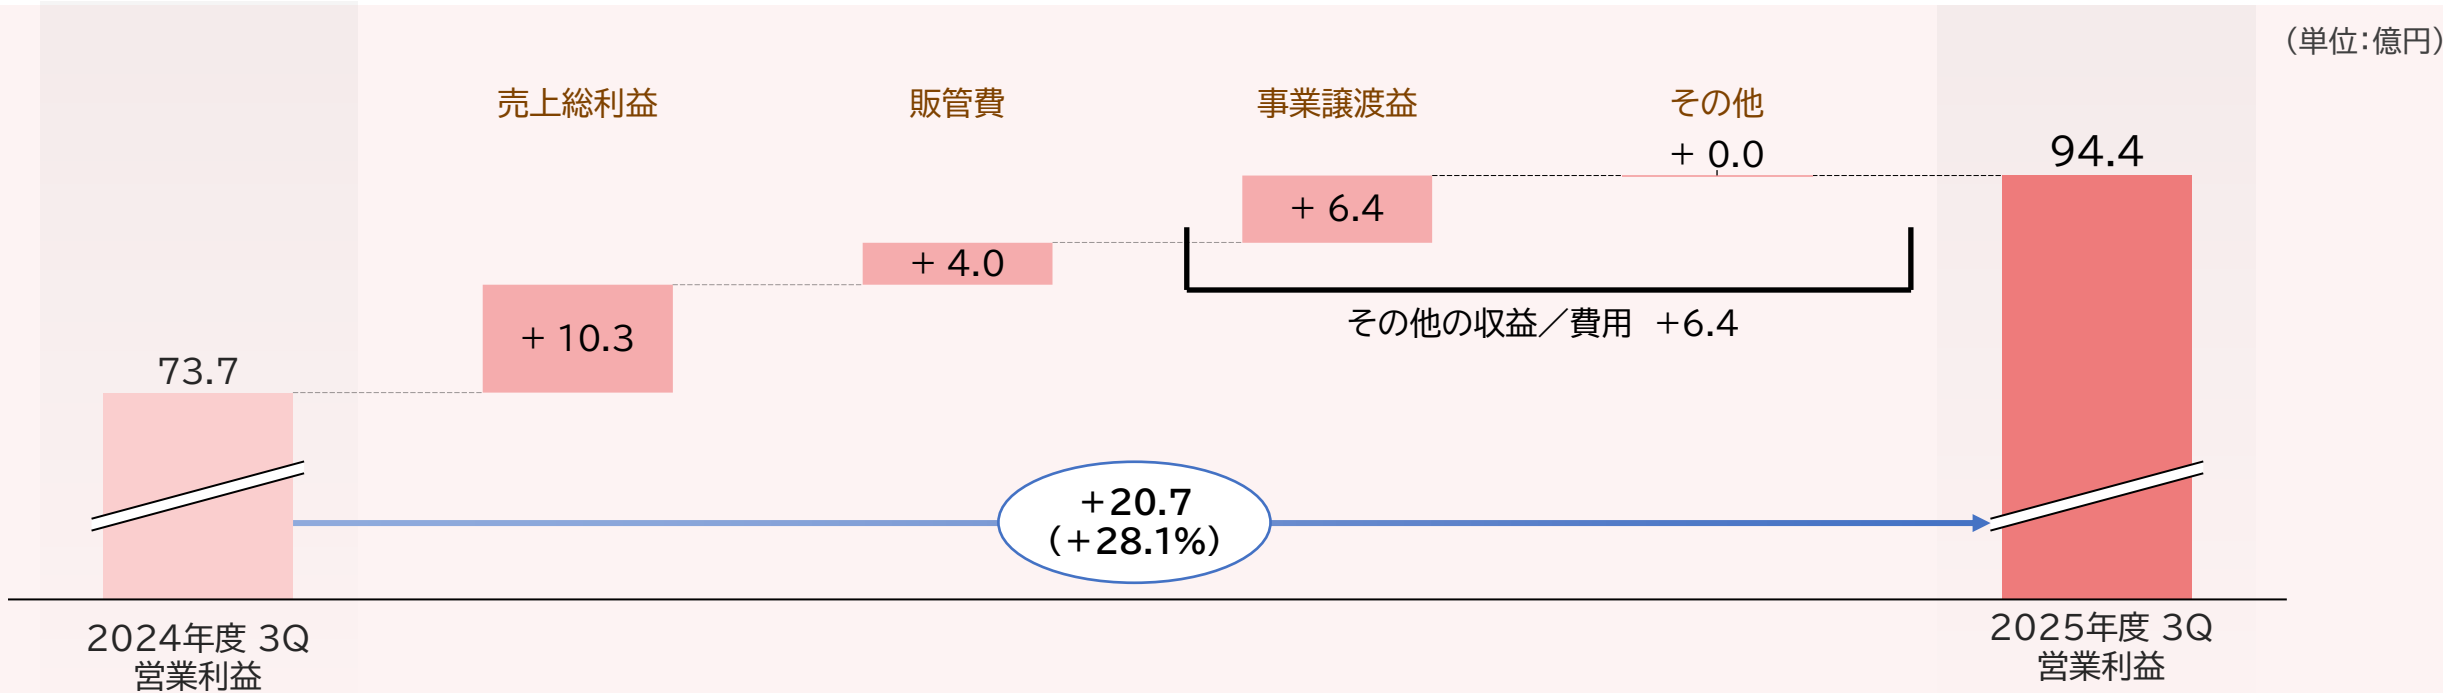 （単位：億円）
売上総利益
販管費
事業譲渡益
その他
+ 0.0
94.4
+ 6.4
+ 4.0
+ 10.3
その他の収益／費用　+6.4
73.7
+20.7
(+28.1%)
2024年度 3Q
営業利益
2025年度 3Q
営業利益